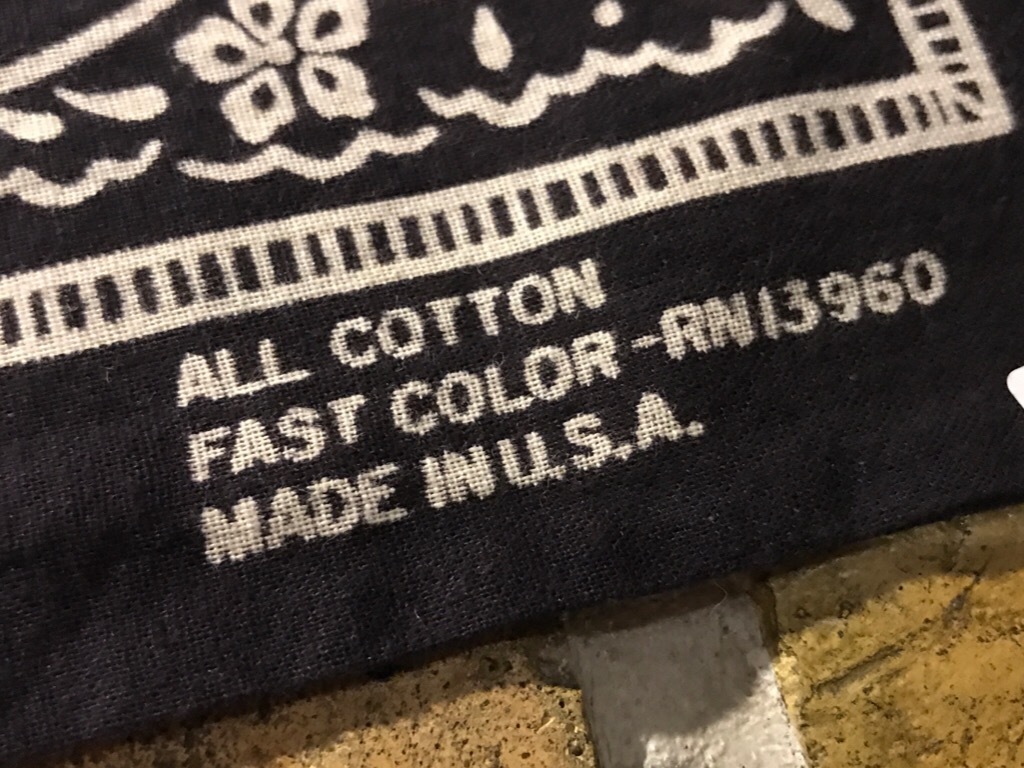 ALL COTTON
FAST COLOR-RN13960
MADE IN U.S.A.